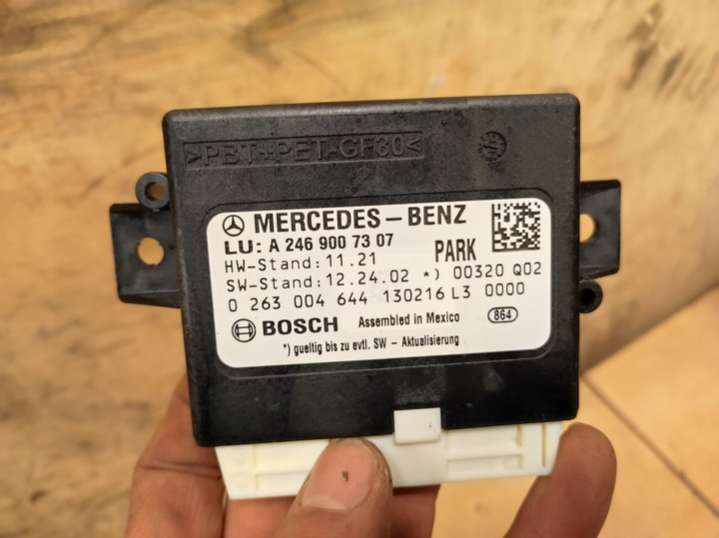 >PBT+PET-GF30<
MERCEDES-BENZ
LU: A 246 900 73 07 PARK
HW-Stand: 11.21
SW-Stand: 12.24.02 *) 00320 Q02
0 263 004 644 130216 L3 0000
BOSCH Assembled in Mexico 864
*) gueltig bis zu evtl. SW - Aktualisierung